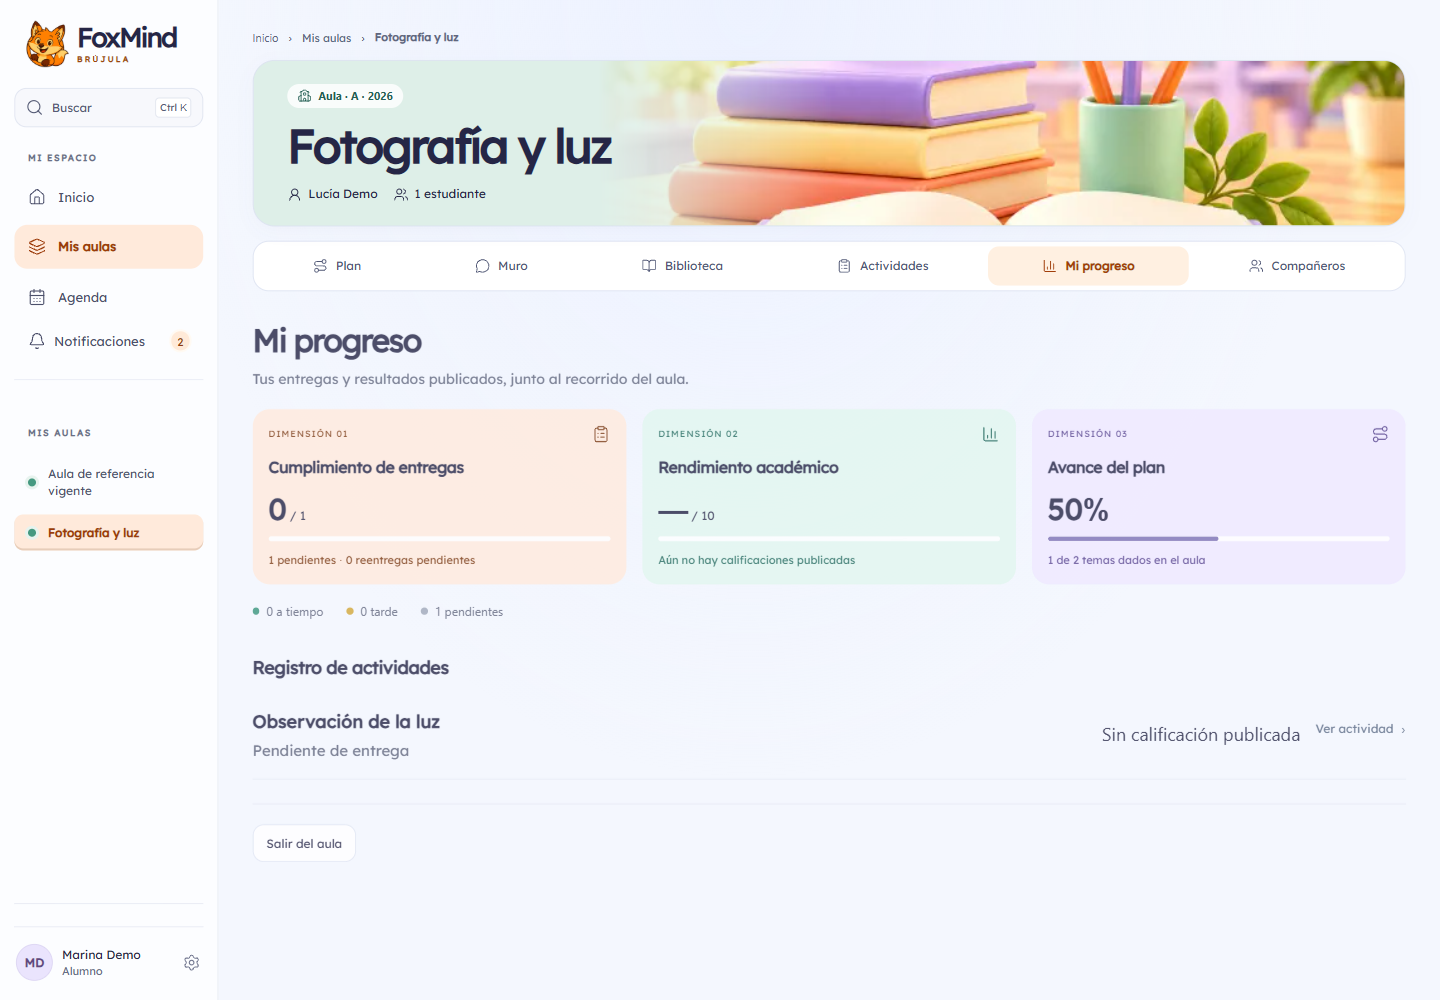 FoxMind
BRÚJULA
Buscar
Ctrl K
MI ESPACIO
Inicio
Mis aulas
Agenda
Notificaciones
2
MIS AULAS
Aula de referencia
vigente
Fotografía y luz
MD
Marina Demo
Alumno
Inicio › Mis aulas › Fotografía y luz
Aula · A · 2026
Fotografía y luz
Lucía Demo
1 estudiante
Plan
Muro
Biblioteca
Actividades
Mi progreso
Compañeros
Mi progreso
Tus entregas y resultados publicados, junto al recorrido del aula.
DIMENSIÓN 01
Cumplimiento de entregas
0 / 1
1 pendientes · 0 reentregas pendientes
DIMENSIÓN 02
Rendimiento académico
— / 10
Aún no hay calificaciones publicadas
DIMENSIÓN 03
Avance del plan
50%
1 de 2 temas dados en el aula
0 a tiempo
0 tarde
1 pendientes
Registro de actividades
Observación de la luz
Pendiente de entrega
Sin calificación publicada
Ver actividad ›
Salir del aula